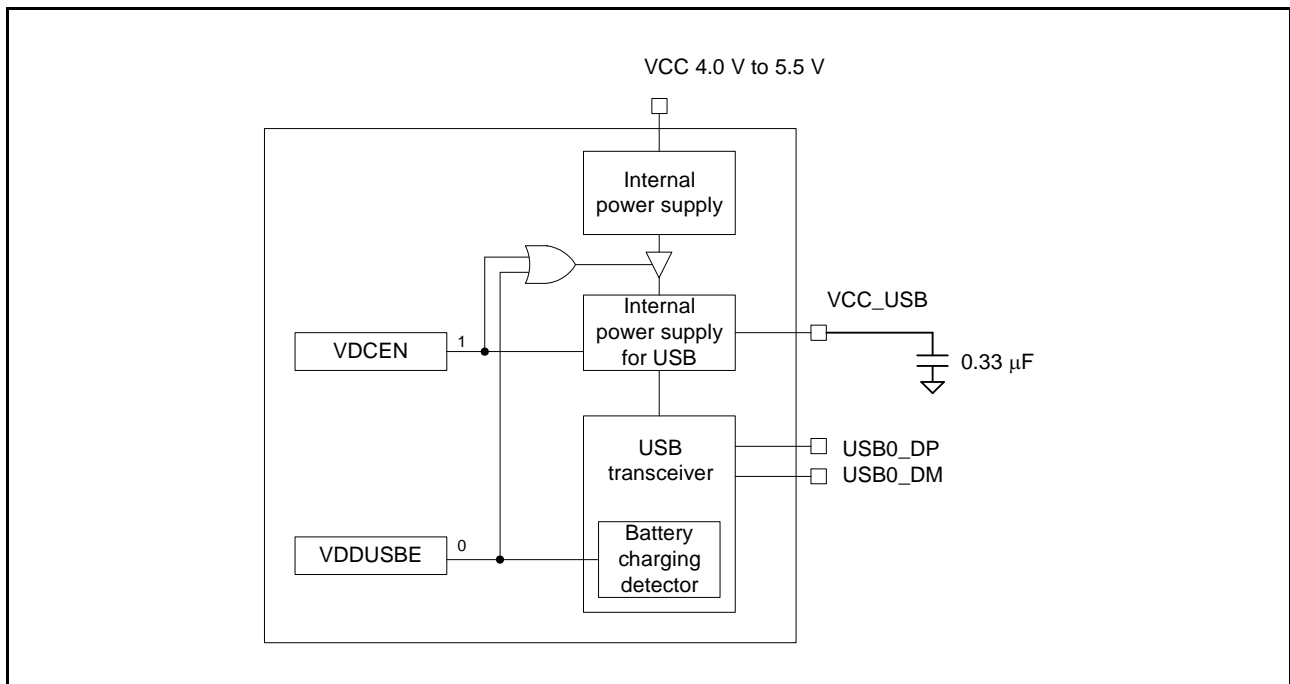 VCC 4.0 V to 5.5 V
Internal
power supply
Internal
power supply
for USB
VCC_USB
0.33 μF
VDCEN
1
USB
transceiver
USB0_DP
USB0_DM
Battery
charging
detector
VDDUSBE
0